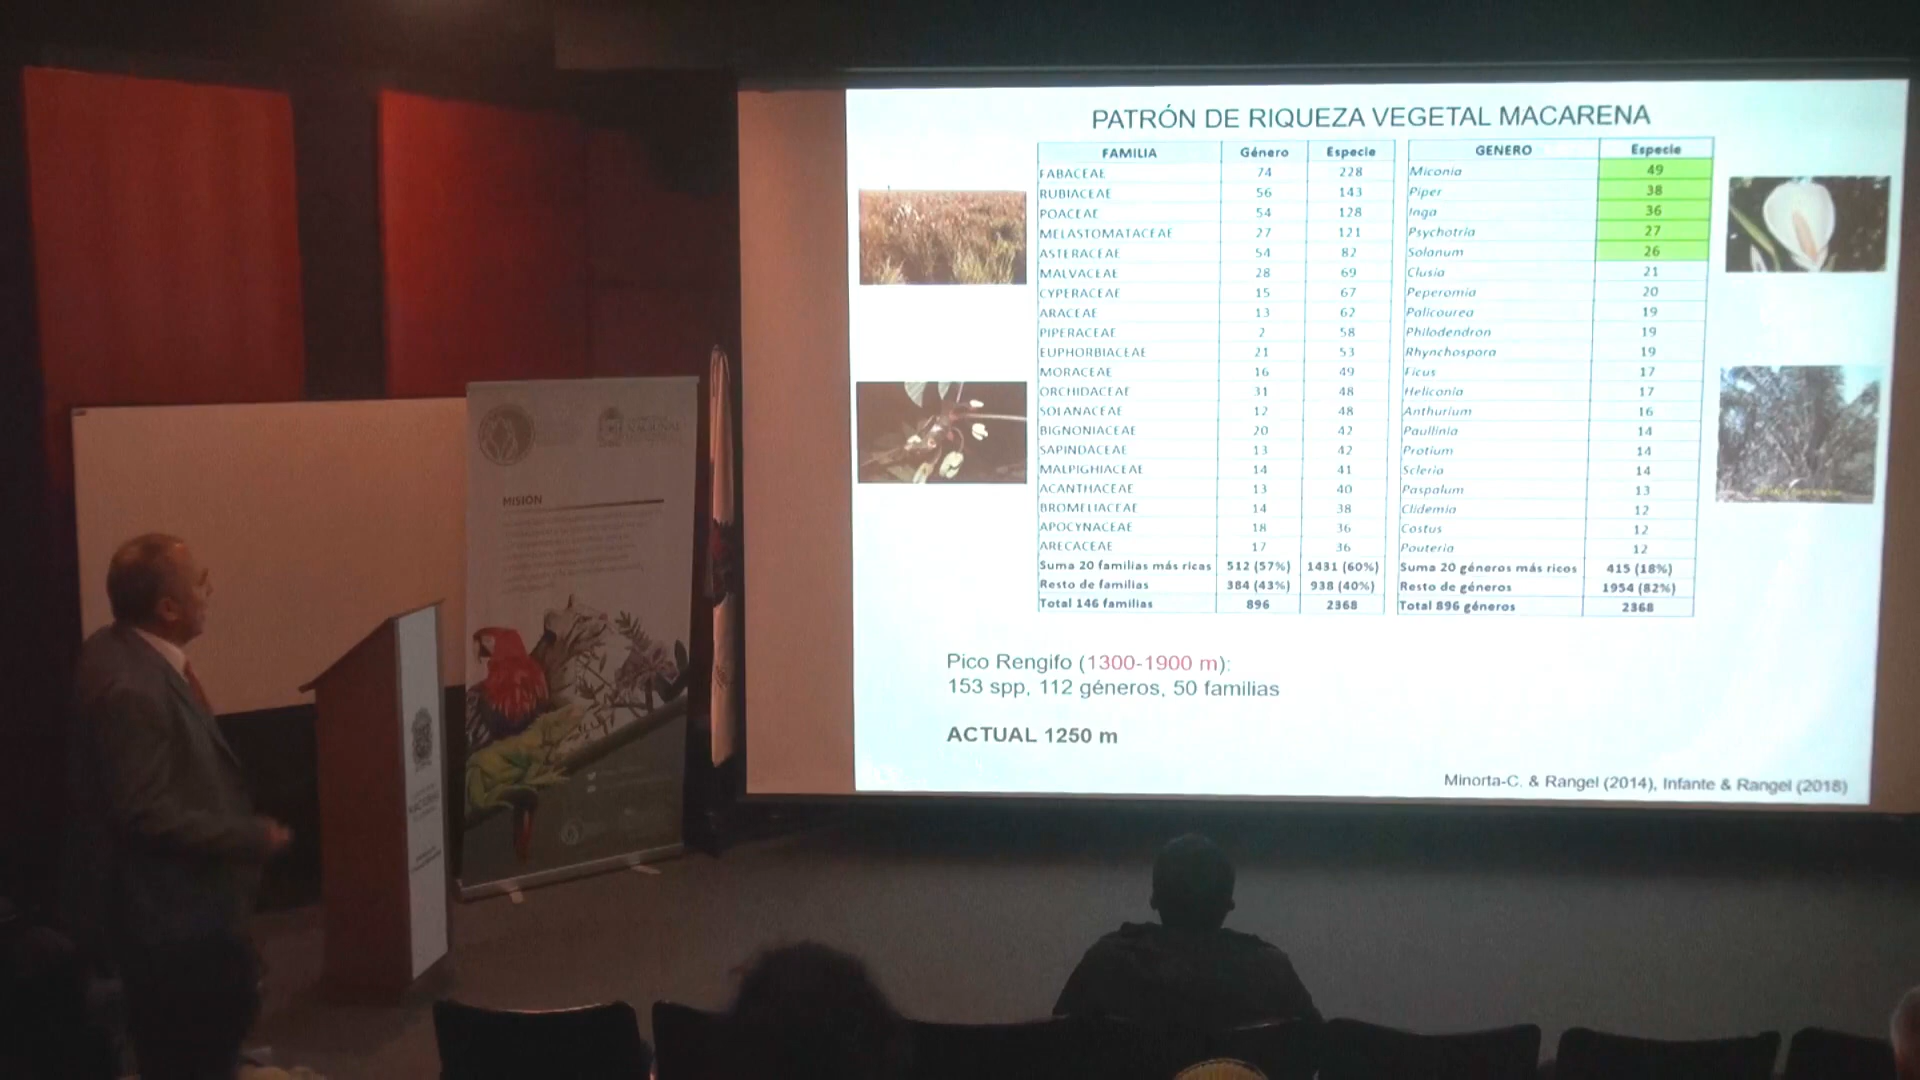 PATRÓN DE RIQUEZA VEGETAL MACARENA
FAMILIA Género Especie
FABACEAE 74 228
RUBIACEAE 56 143
POACEAE 54 128
MELASTOMATACEAE 27 121
ASTERACEAE 54 82
MALVACEAE 28 69
CYPERACEAE 15 67
ARACEAE 13 62
PIPERACEAE 2 58
EUPHORBIACEAE 21 53
MORACEAE 16 49
ORCHIDACEAE 31 48
SOLANACEAE 12 48
BIGNONIACEAE 20 42
SAPINDACEAE 13 42
MALPIGHIACEAE 14 41
ACANTHACEAE 13 40
BROMELIACEAE 14 38
APOCYNACEAE 18 36
ARECACEAE 17 36
Suma 20 familias más ricas 512 (57%) 1431 (60%)
Resto de familias 384 (43%) 938 (40%)
Total 146 familias 896 2368
GENERO Especie
Miconia 49
Piper 38
Inga 36
Psychotria 27
Solanum 26
Clusia 21
Peperomia 20
Palicourea 19
Philodendron 19
Rhynchospora 19
Ficus 17
Heliconia 17
Anthurium 16
Paullinia 14
Protium 14
Scleria 14
Paspalum 13
Clidemia 12
Costus 12
Pouteria 12
Suma 20 géneros más ricos 415 (18%)
Resto de géneros 1954 (82%)
Total 896 géneros 2368
Pico Rengifo (1300-1900 m):
153 spp, 112 géneros, 50 familias
ACTUAL 1250 m
Minorta-C. & Rangel (2014), Infante & Rangel (2018)
NACIONAL
MISION